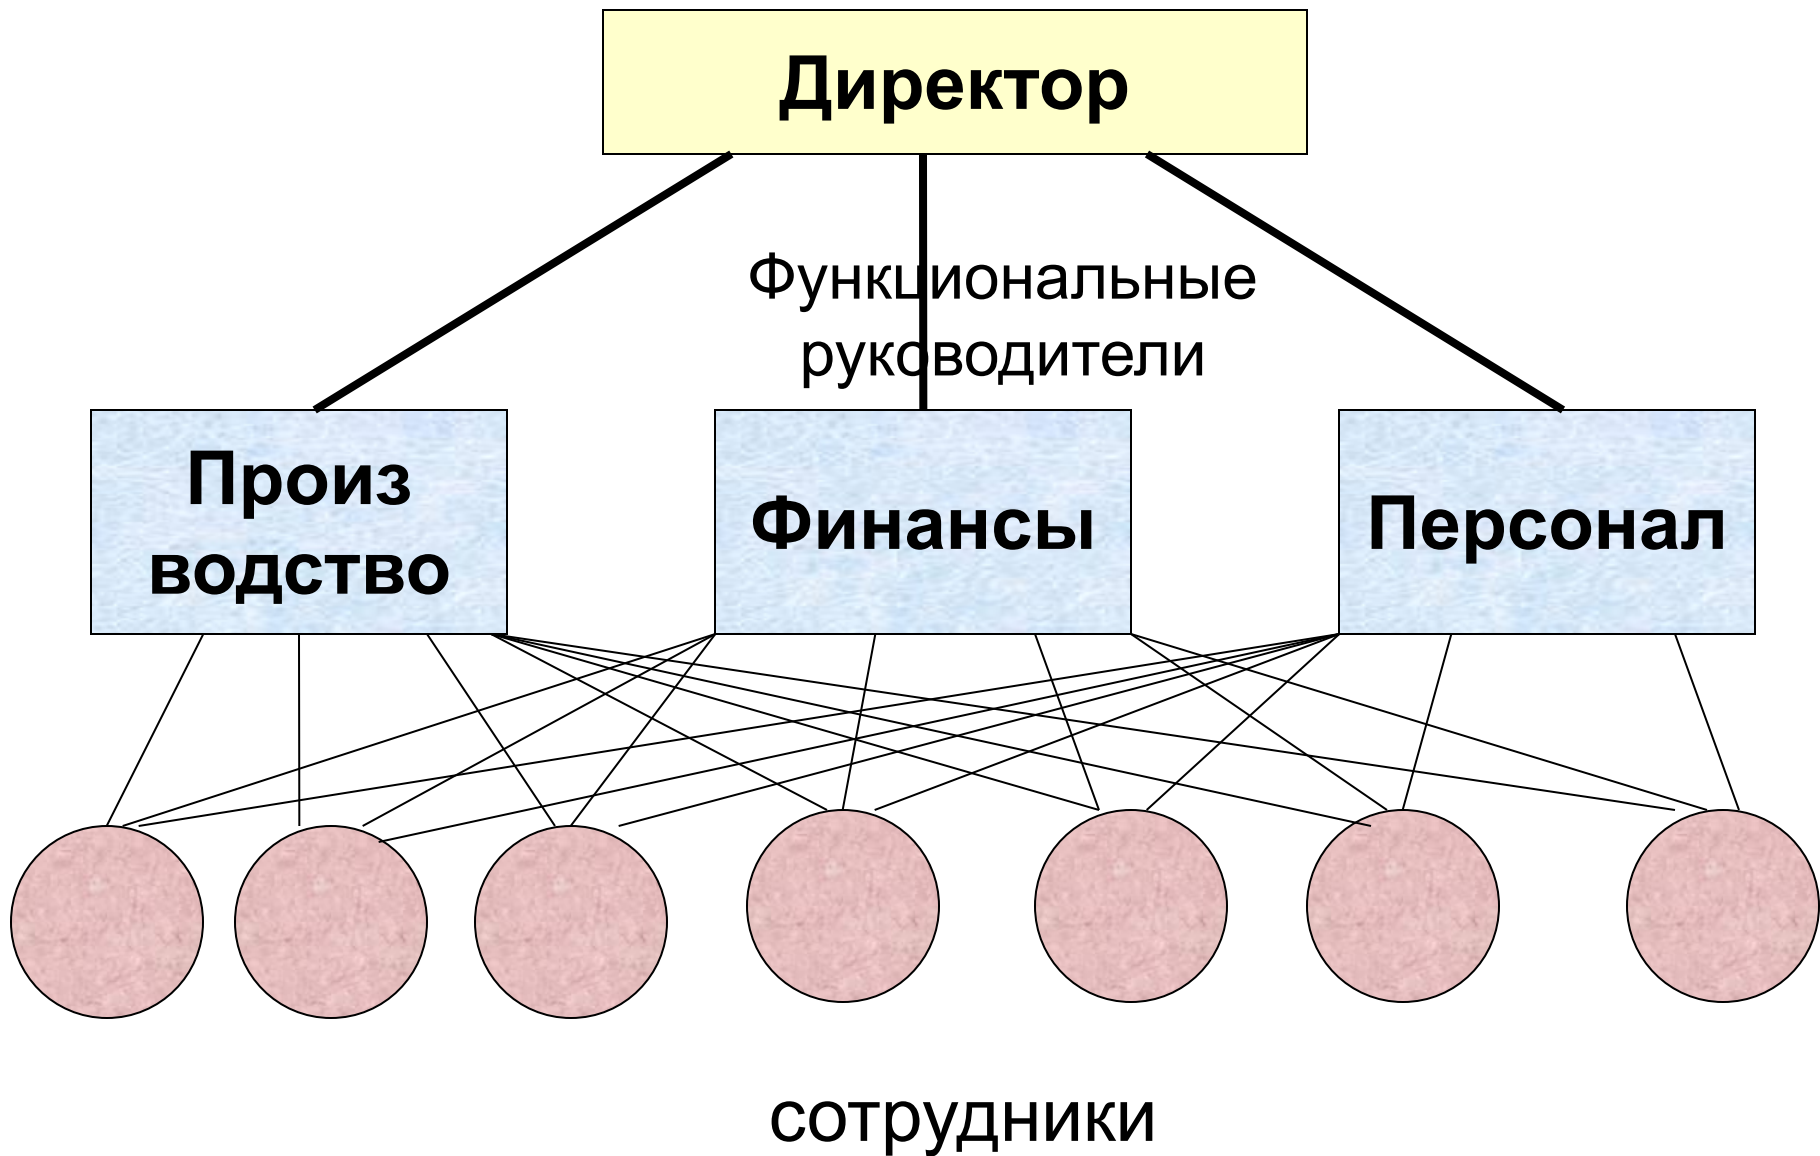 Директор
Функциональные
руководители
Произ
водство
Финансы
Персонал
сотрудники